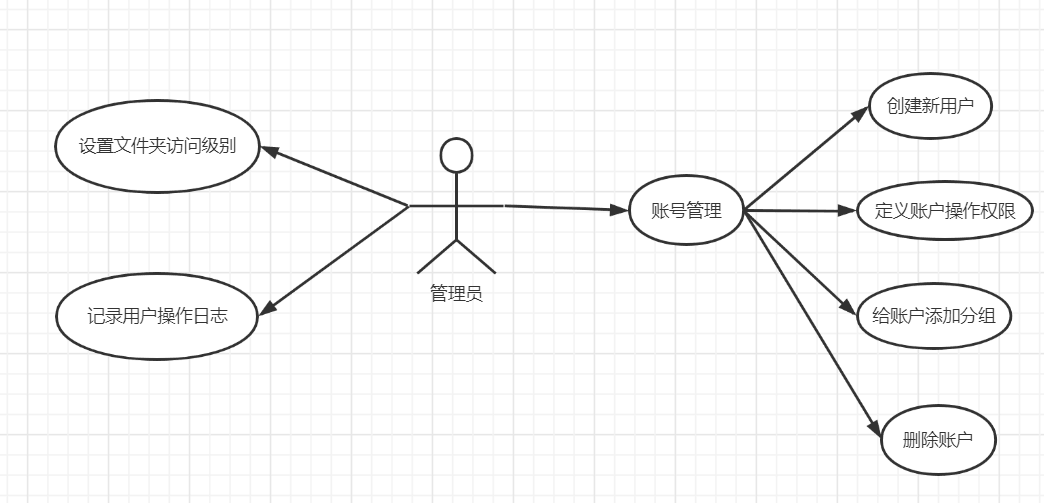 设置文件夹访问级别
记录用户操作日志
管理员
账号管理
创建新用户
定义账户操作权限
给账户添加分组
删除账户